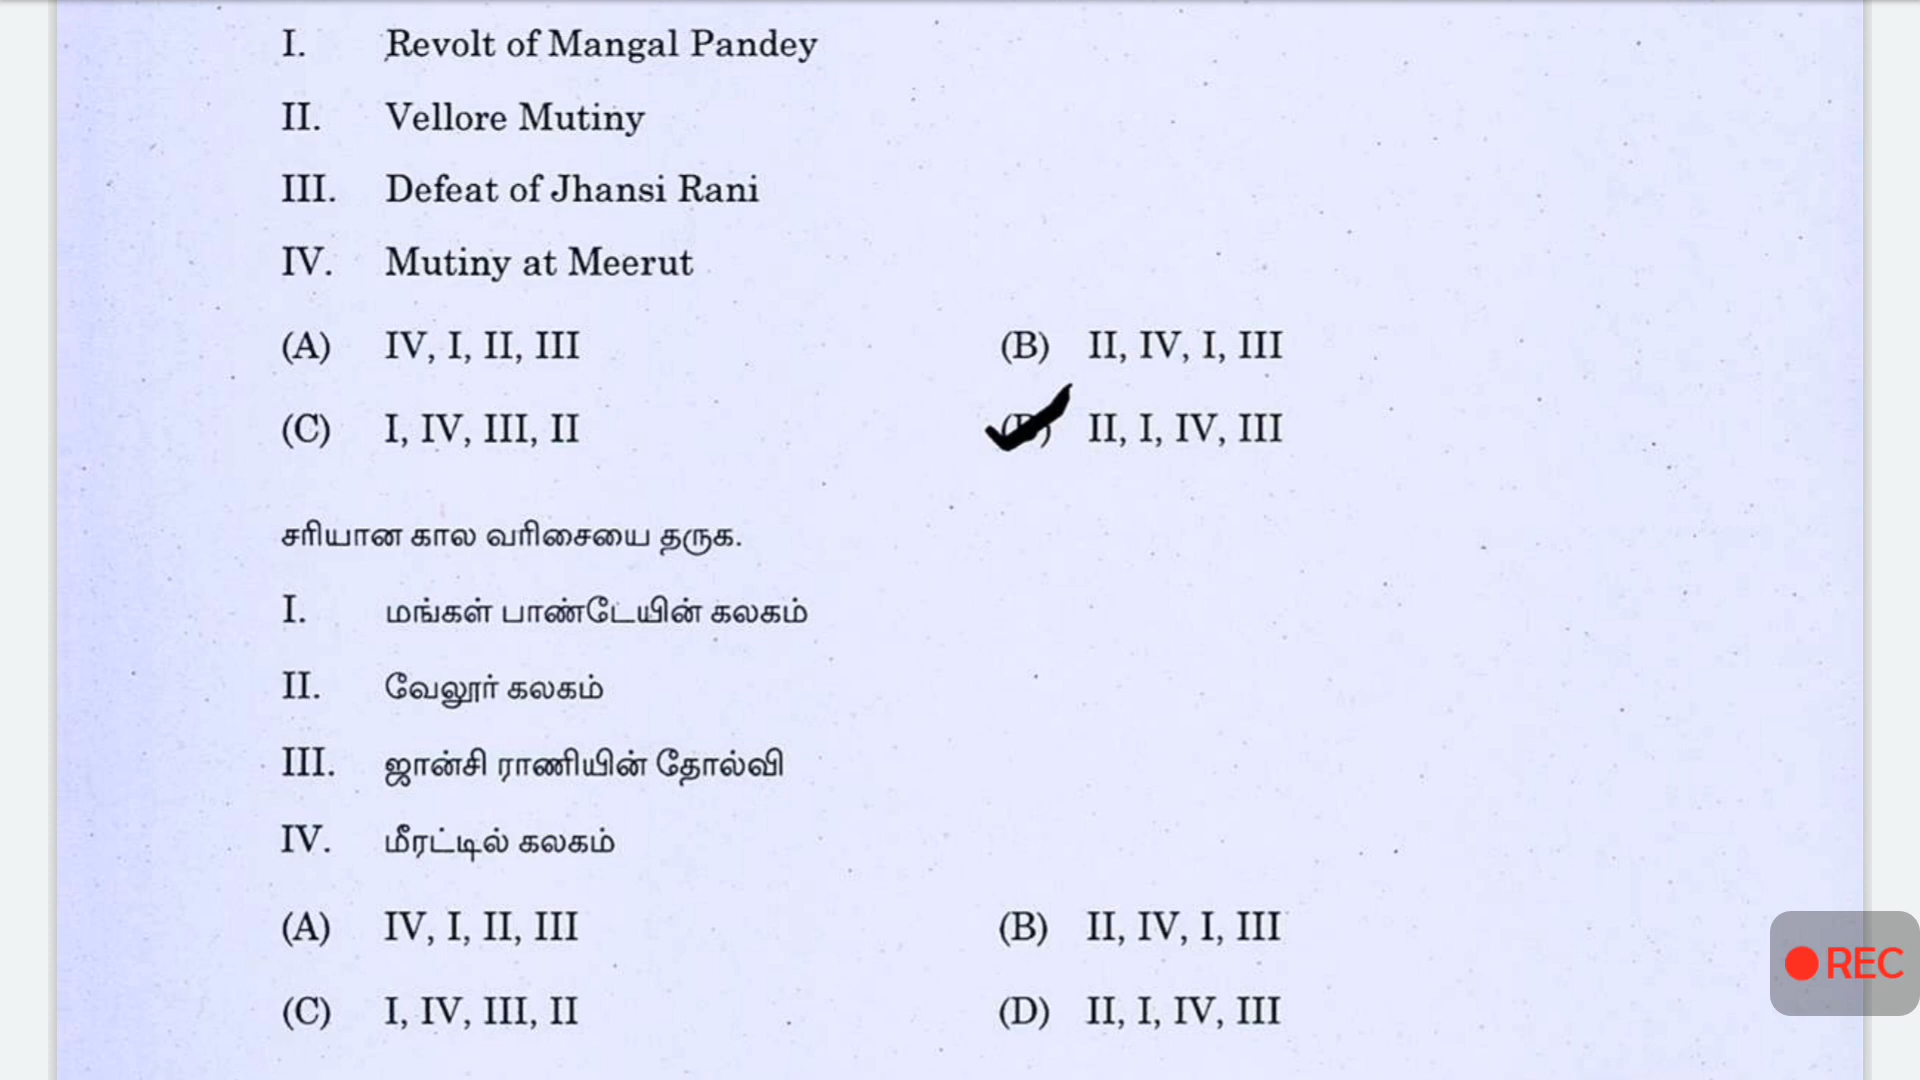 I. Revolt of Mangal Pandey
II. Vellore Mutiny
III. Defeat of Jhansi Rani
IV. Mutiny at Meerut
(A) IV, I, II, III (B) II, IV, I, III
(C) I, IV, III, II (D) II, I, IV, III
சரியான கால வரிசையை தருக.
I. மங்கள் பாண்டேயின் கலகம்
II. வேலூர் கலகம்
III. ஜான்சி ராணியின் தோல்வி
IV. மீரட்டில் கலகம்
(A) IV, I, II, III (B) II, IV, I, III
(C) I, IV, III, II (D) II, I, IV, III
REC